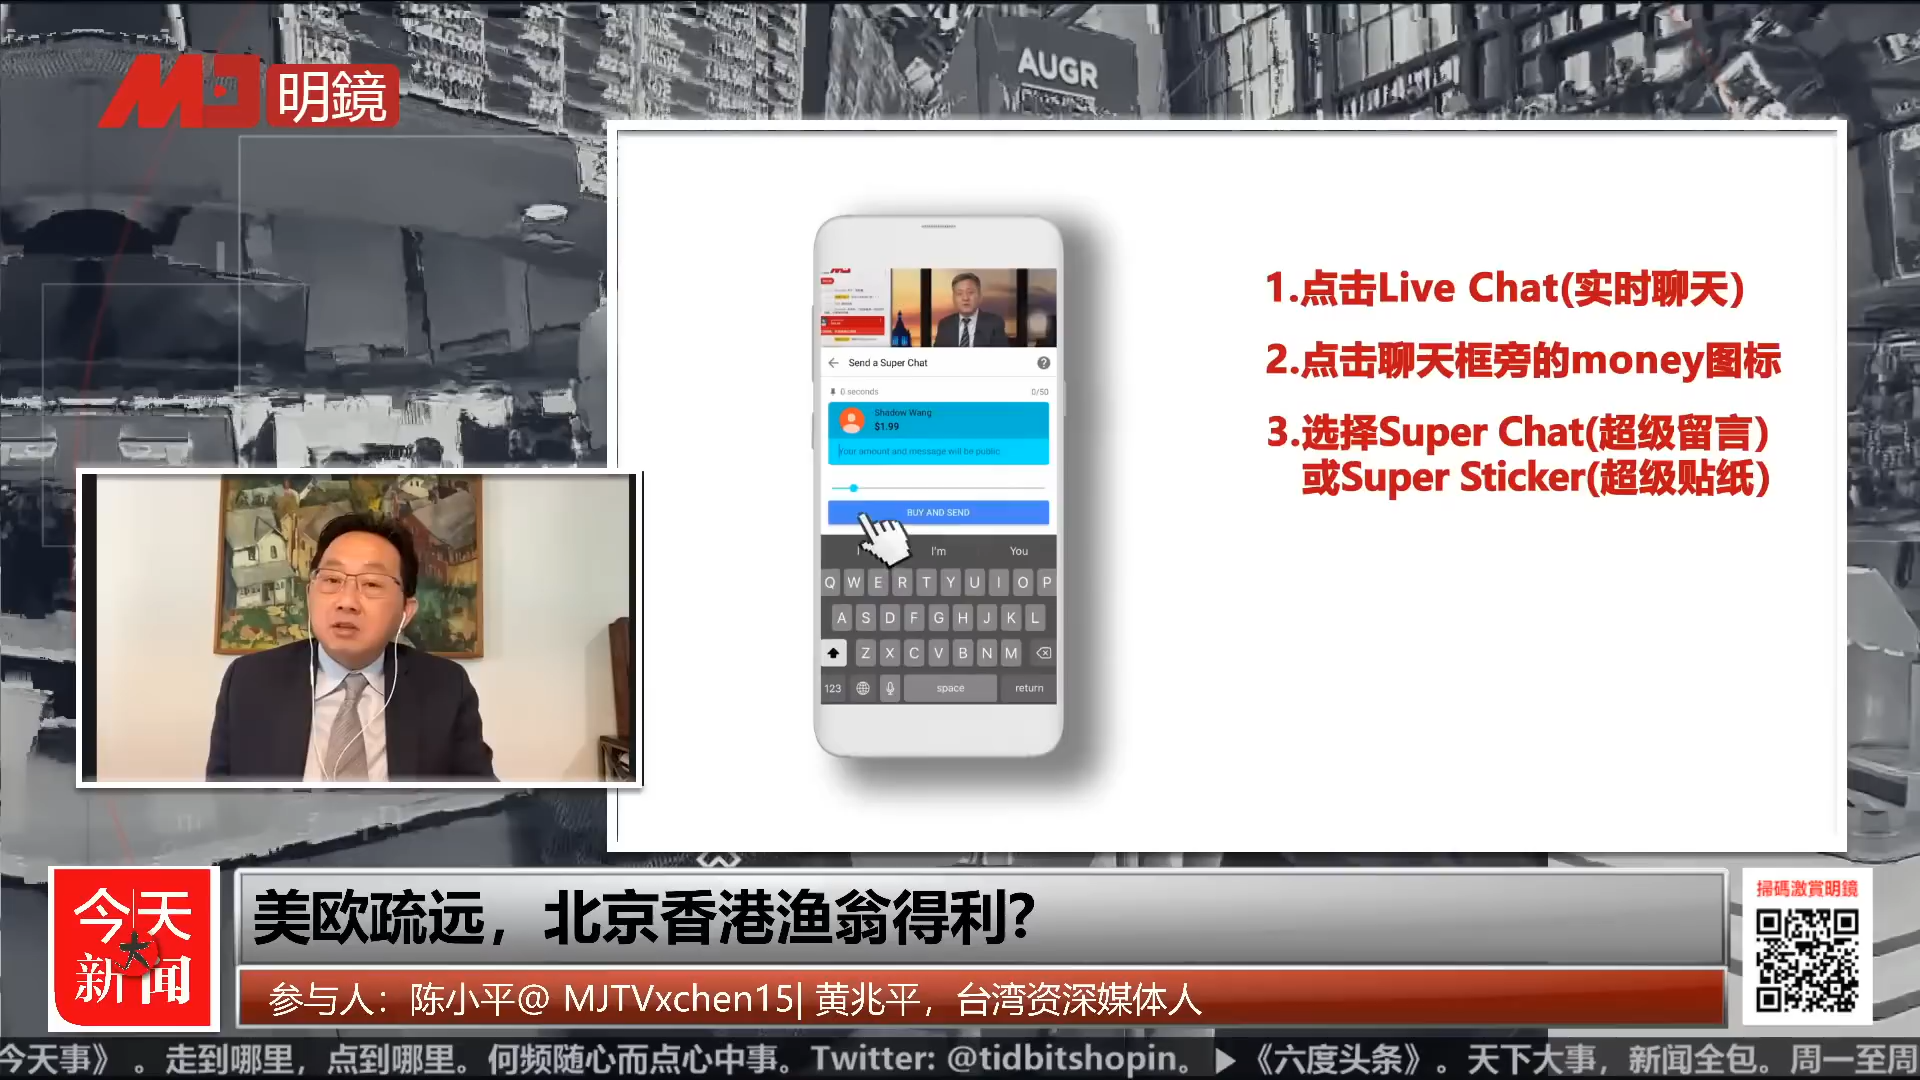 AUGR
MJ 明鏡
1.点击Live Chat(实时聊天)
2.点击聊天框旁的money图标
3.选择Super Chat(超级留言)
或Super Sticker(超级贴纸)
Send a Super Chat
?
0 seconds 0/50
Shadow Wang
$1.99
Your amount and message will be public
BUY AND SEND
I I'm You
Q W E R T Y U I O P
A S D F G H J K L
Z X C V B N M
123 space return
今天
大
新闻
美欧疏远，北京香港渔翁得利?
参与人：陈小平@ MJTVxchen15| 黄兆平，台湾资深媒体人
掃碼激賞明鏡
今天事》。走到哪里，点到哪里。何频随心而点心中事。Twitter: @tidbitshopin。▶《六度头条》。天下大事，新闻全包。周一至周